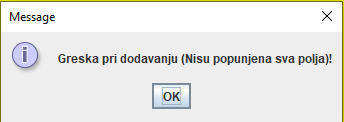 Message
Greska pri dodavanju (Nisu popunjena sva polja)!
OK